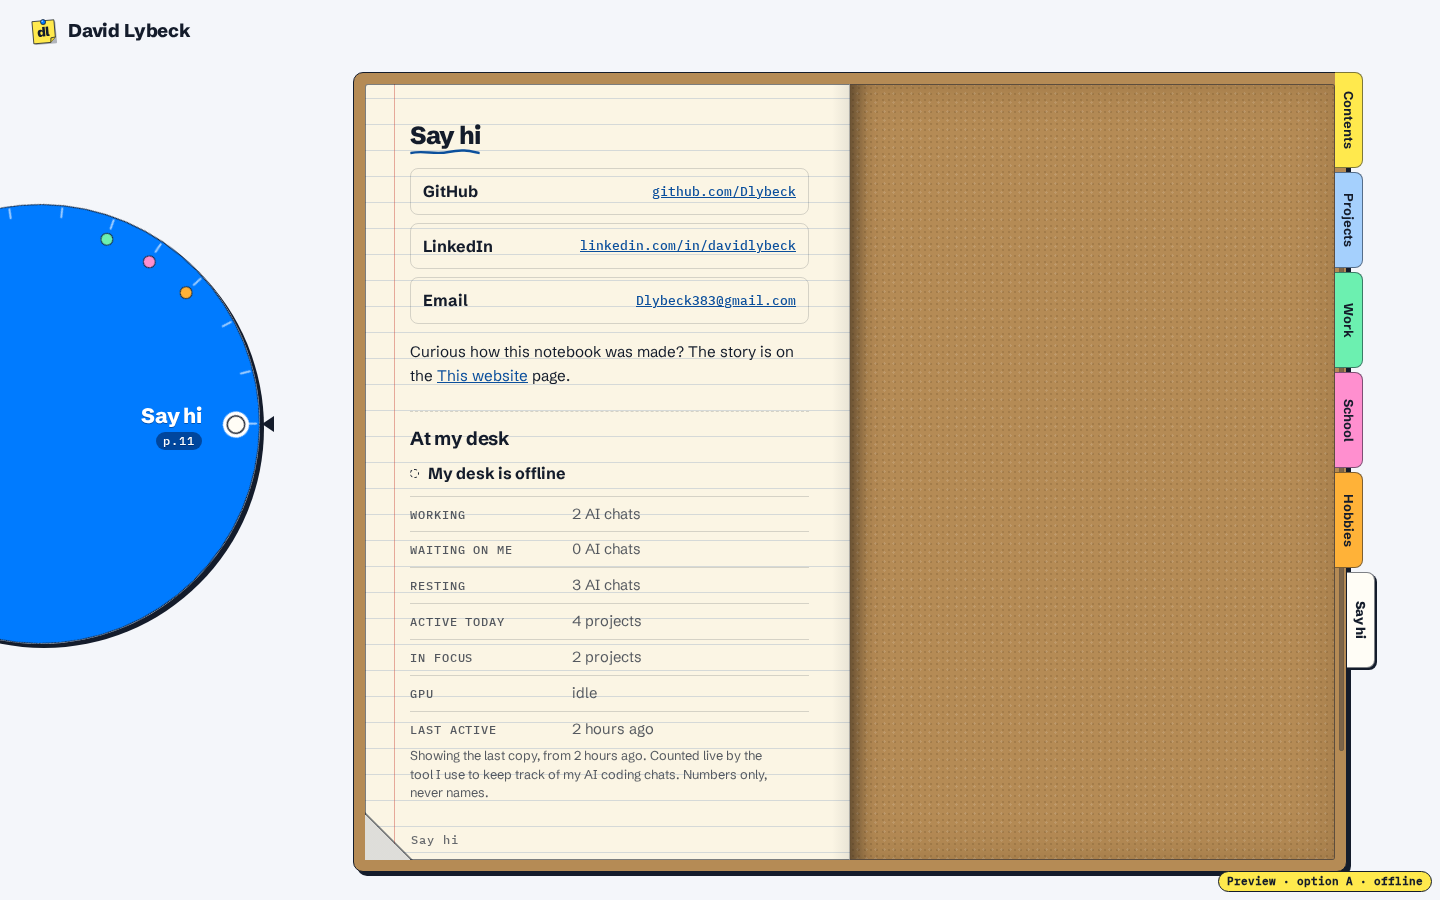 dl
David Lybeck
Say hi
p.11
Say hi
GitHub github.com/Dlybeck
LinkedIn linkedin.com/in/davidlybeck
Email Dlybeck383@gmail.com
Curious how this notebook was made? The story is on
the This website page.
At my desk
My desk is offline
WORKING 2 AI chats
WAITING ON ME 0 AI chats
RESTING 3 AI chats
ACTIVE TODAY 4 projects
IN FOCUS 2 projects
GPU idle
LAST ACTIVE 2 hours ago
Showing the last copy, from 2 hours ago. Counted live by the
tool I use to keep track of my AI coding chats. Numbers only,
never names.
Say hi
Contents
Projects
Work
School
Hobbies
Say hi
Preview · option A · offline